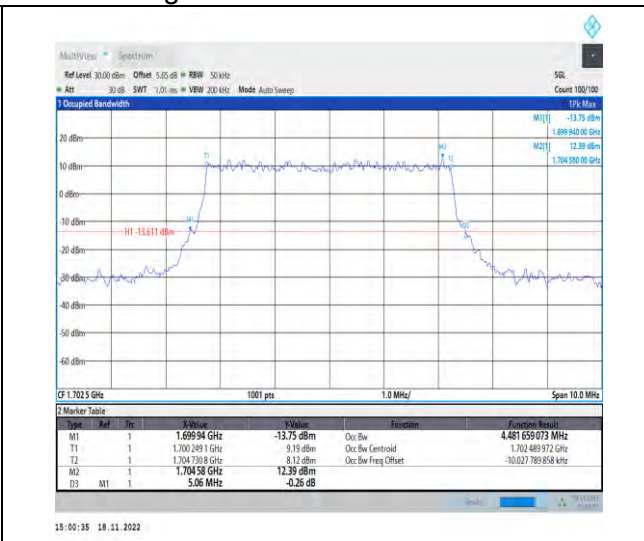 MultiView Spectrum
Ref Level 30.00 dBm Offset 5.65 dB RBW 50 kHz SGL
Att 30 dB SWT 1.01 ms VBW 200 kHz Mode Auto Sweep Count 100/100
1 Occupied Bandwidth 1Pk Max
M1[1] -13.75 dBm
1.699 940 00 GHz
M2[1] 12.39 dBm
1.704 580 00 GHz
20 dBm
M2
T1
T2
10 dBm
0 dBm
-10 dBm
M1
H1 -13.611 dBm
-20 dBm
-30 dBm
-40 dBm
-50 dBm
-60 dBm
CF 1.702 5 GHz 1001 pts 1.0 MHz/ Span 10.0 MHz
2 Marker Table
Type Ref Trc X-Value Y-Value Function Function Result
M1 1 1.699 94 GHz -13.75 dBm Occ Bw 4.481 659 073 MHz
T1 1 1.700 249 1 GHz 9.19 dBm Occ Bw Centroid 1.702 489 972 GHz
T2 1 1.704 730 8 GHz 8.12 dBm Occ Bw Freq Offset -10.027 789 858 kHz
M2 1 1.704 58 GHz 12.39 dBm
D3 M1 1 5.06 MHz -0.26 dB
15:00:35 18.11.2022